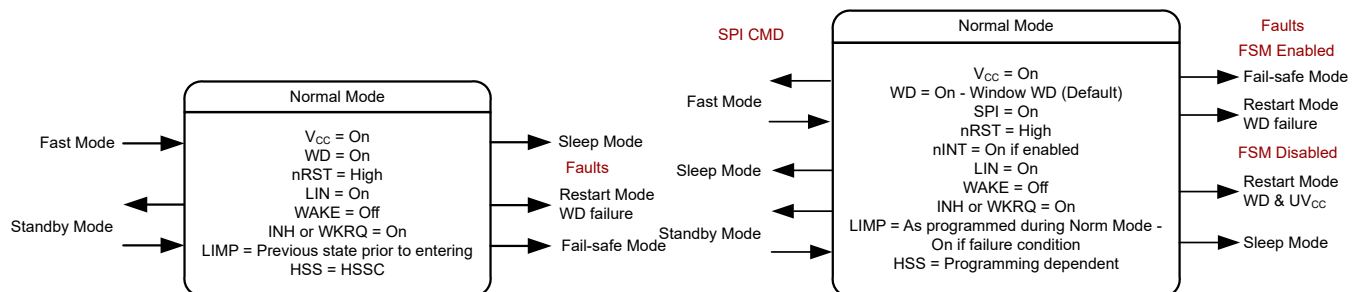 Normal Mode
Fast Mode
Standby Mode
V_CC = On
WD = On
nRST = High
LIN = On
WAKE = Off
INH or WKRQ = On
LIMP = Previous state prior to entering
HSS = HSSC
Sleep Mode
Faults
Restart Mode
WD failure
Fail-safe Mode
SPI CMD
Fast Mode
Sleep Mode
Standby Mode
Normal Mode
V_CC = On
WD = On - Window WD (Default)
SPI = On
nRST = High
nINT = On if enabled
LIN = On
WAKE = Off
INH or WKRQ = On
LIMP = As programmed during Norm Mode -
On if failure condition
HSS = Programming dependent
Faults
FSM Enabled
Fail-safe Mode
Restart Mode
WD failure
FSM Disabled
Restart Mode
WD & UV_CC
Sleep Mode